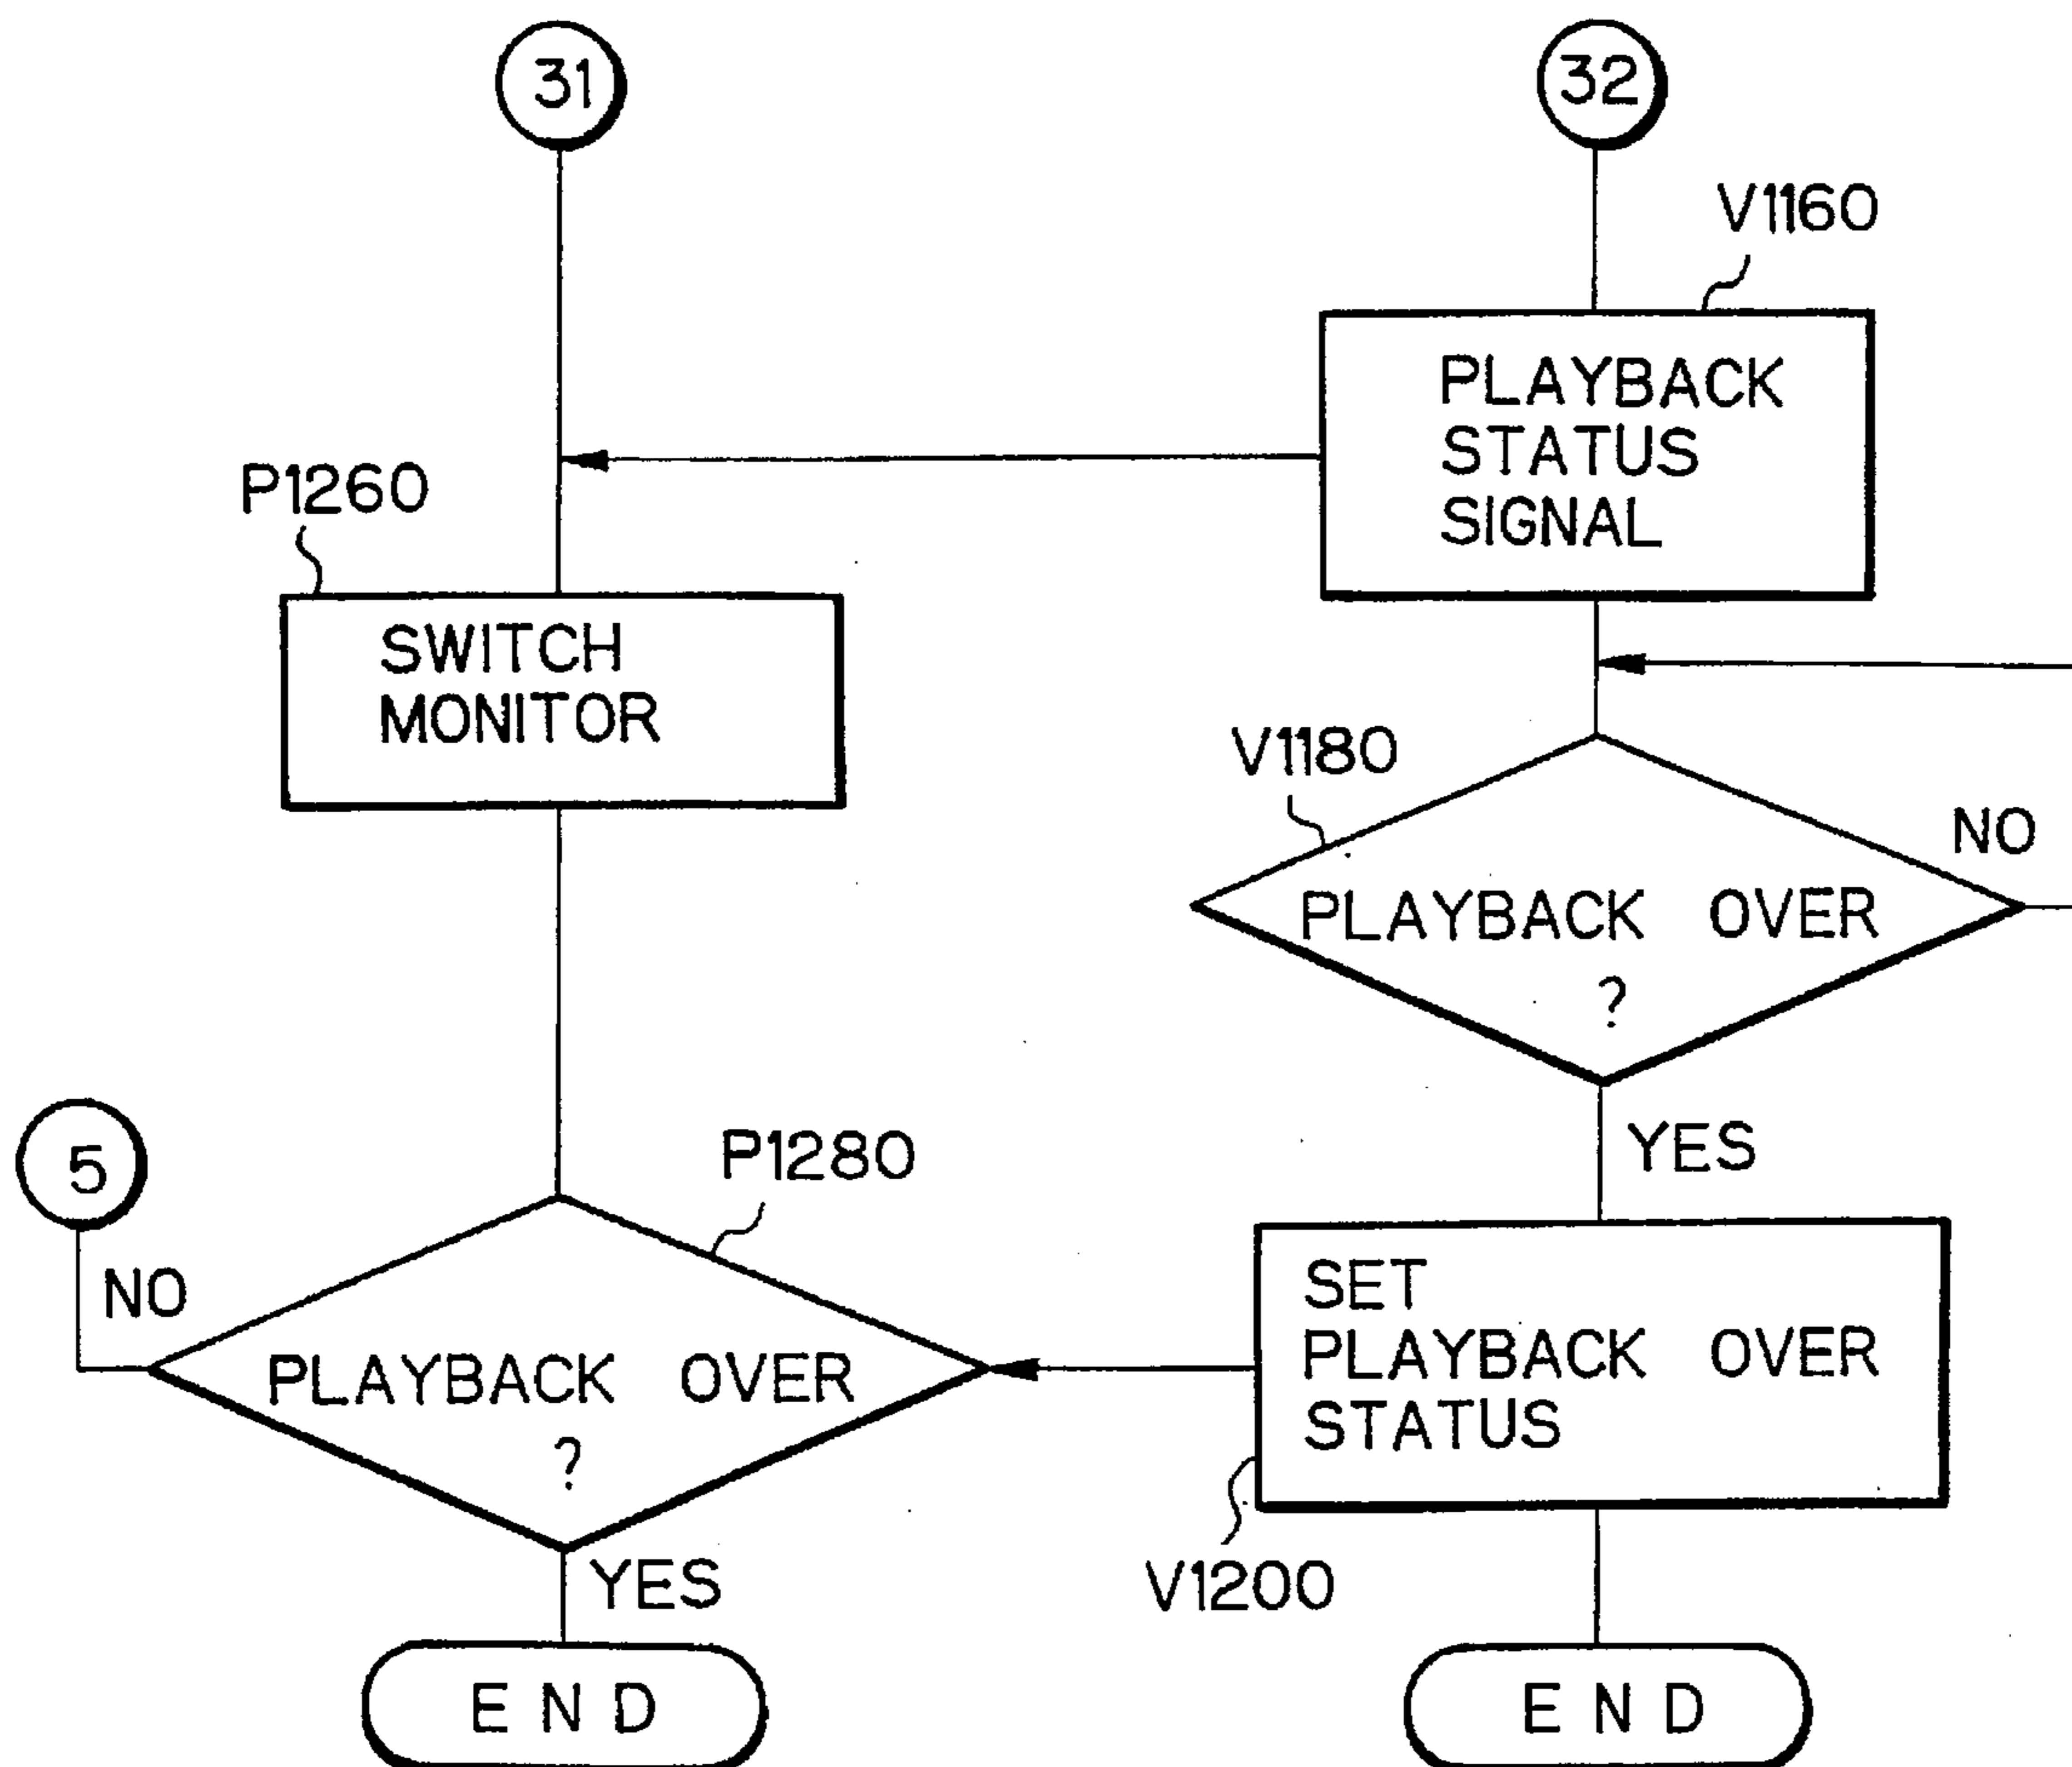 31
32
V1160
PLAYBACK
STATUS
SIGNAL
P1260
SWITCH
MONITOR
V1180
NO
PLAYBACK OVER
?
YES
5
NO
P1280
PLAYBACK OVER
?
YES
SET
PLAYBACK OVER
STATUS
V1200
END
END